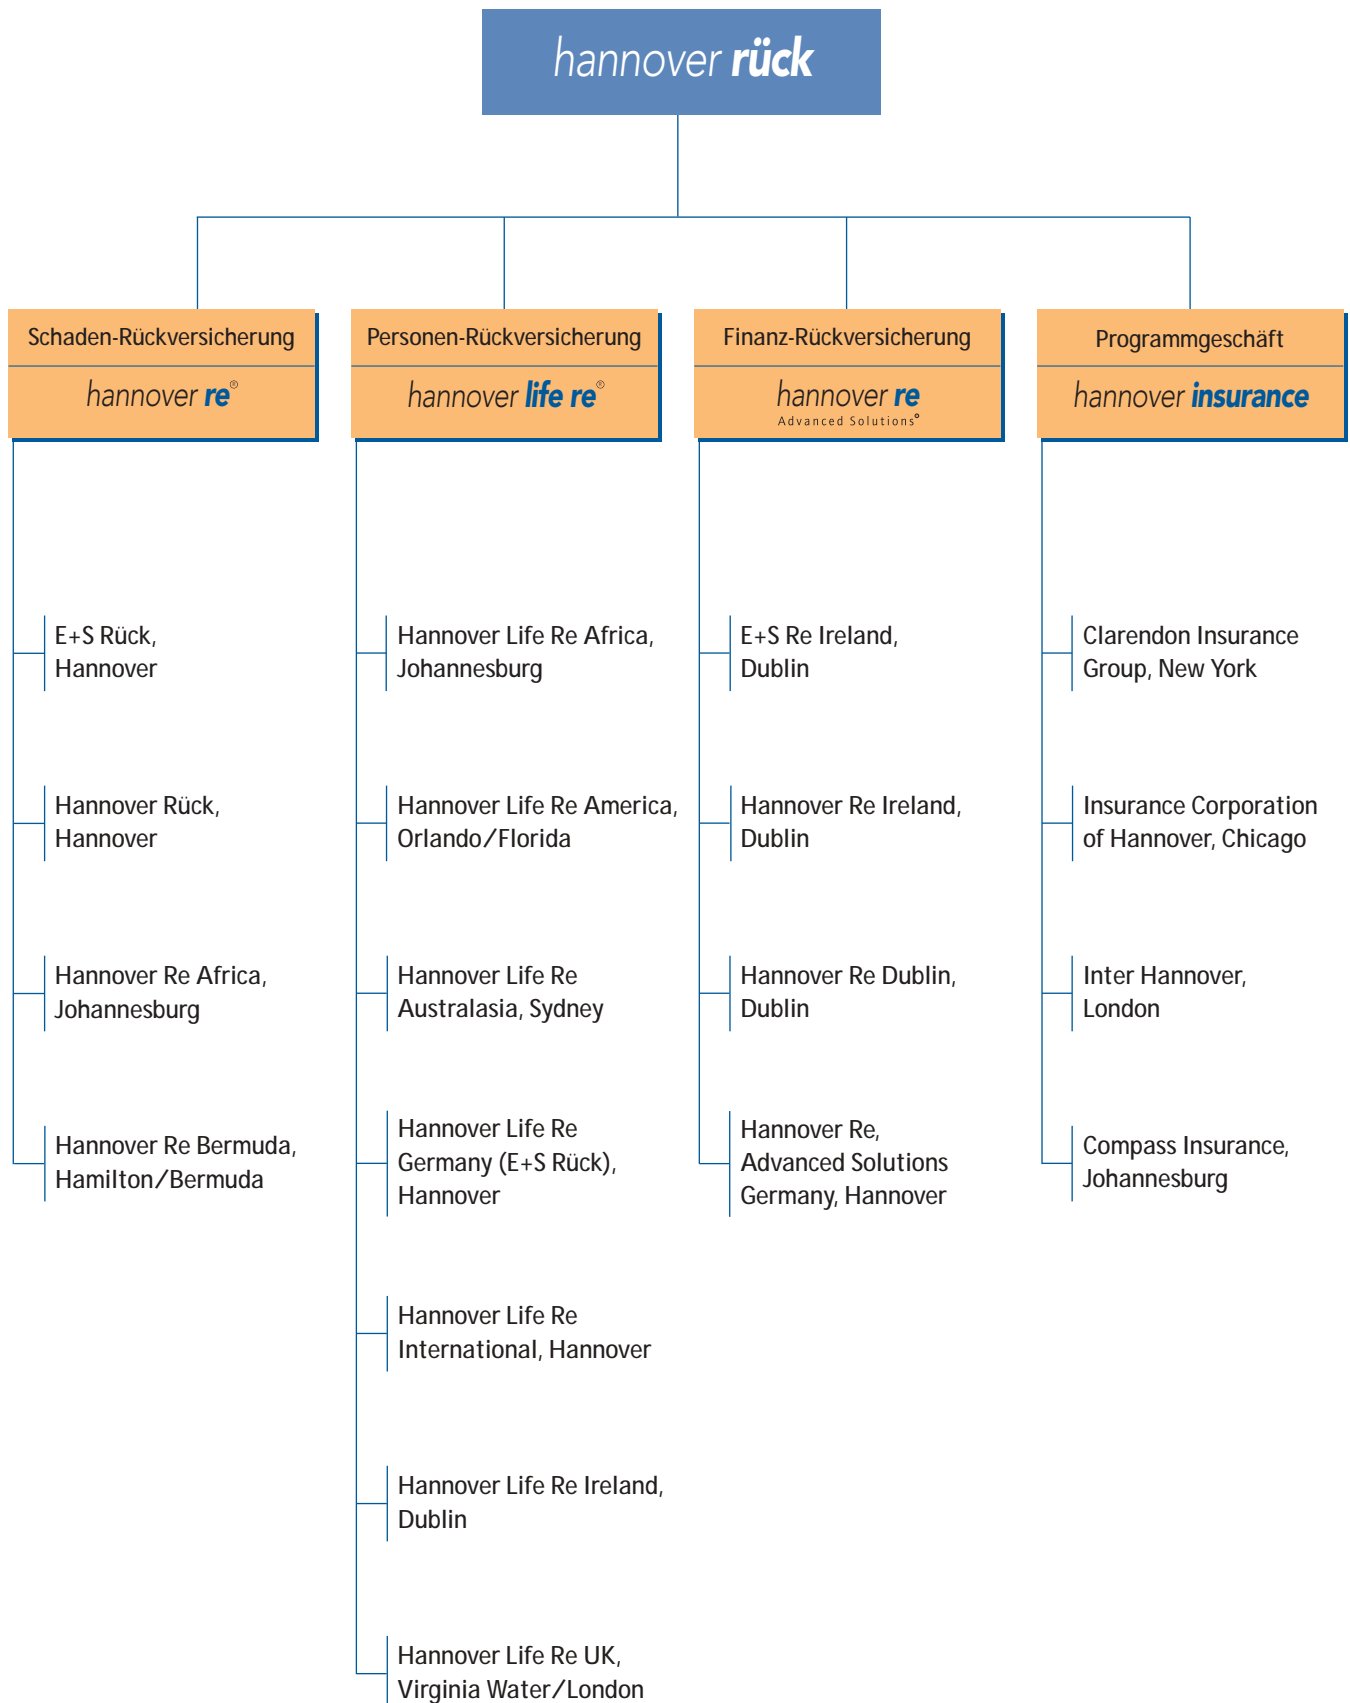 hannover rück
Schaden-Rückversicherung
hannover re®
E+S Rück,
Hannover
Hannover Rück,
Hannover
Hannover Re Africa,
Johannesburg
Hannover Re Bermuda,
Hamilton/Bermuda
Personen-Rückversicherung
hannover life re®
Hannover Life Re Africa,
Johannesburg
Hannover Life Re America,
Orlando/Florida
Hannover Life Re
Australasia, Sydney
Hannover Life Re
Germany (E+S Rück),
Hannover
Hannover Life Re
International, Hannover
Hannover Life Re Ireland,
Dublin
Hannover Life Re UK,
Virginia Water/London
Finanz-Rückversicherung
hannover re
Advanced Solutions®
E+S Re Ireland,
Dublin
Hannover Re Ireland,
Dublin
Hannover Re Dublin,
Dublin
Hannover Re,
Advanced Solutions
Germany, Hannover
Programmgeschäft
hannover insurance
Clarendon Insurance
Group, New York
Insurance Corporation
of Hannover, Chicago
Inter Hannover,
London
Compass Insurance,
Johannesburg